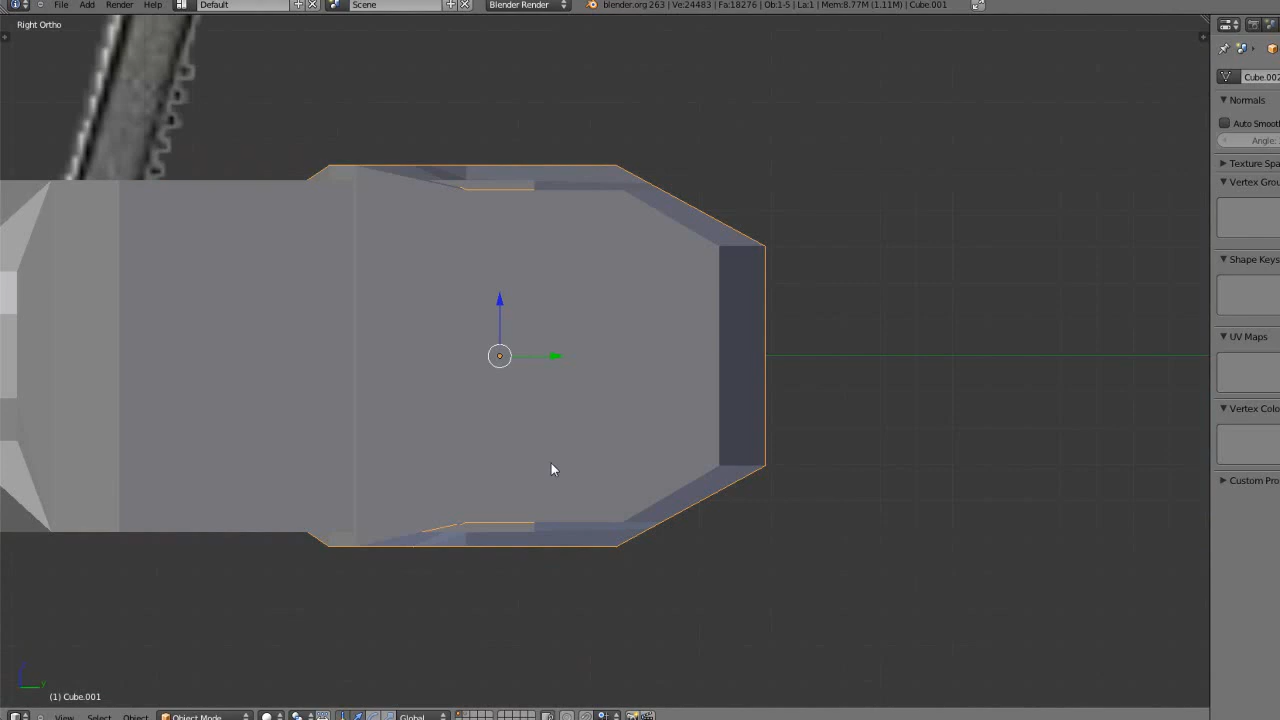 File Add Render Help Default Scene Blender Render blender.org 263 | Ve:24483 | Fa:18276 | Ob:1-5 | La:1 | Mem:8.77M (1.11M) | Cube.001
Right Ortho
Cube.002
Normals
Auto Smooth
Angle:
Texture Spa
Vertex Grou
Shape Keys
UV Maps
Vertex Colo
Custom Pro
y
(1) Cube.001
View Select Object Object Mode Global